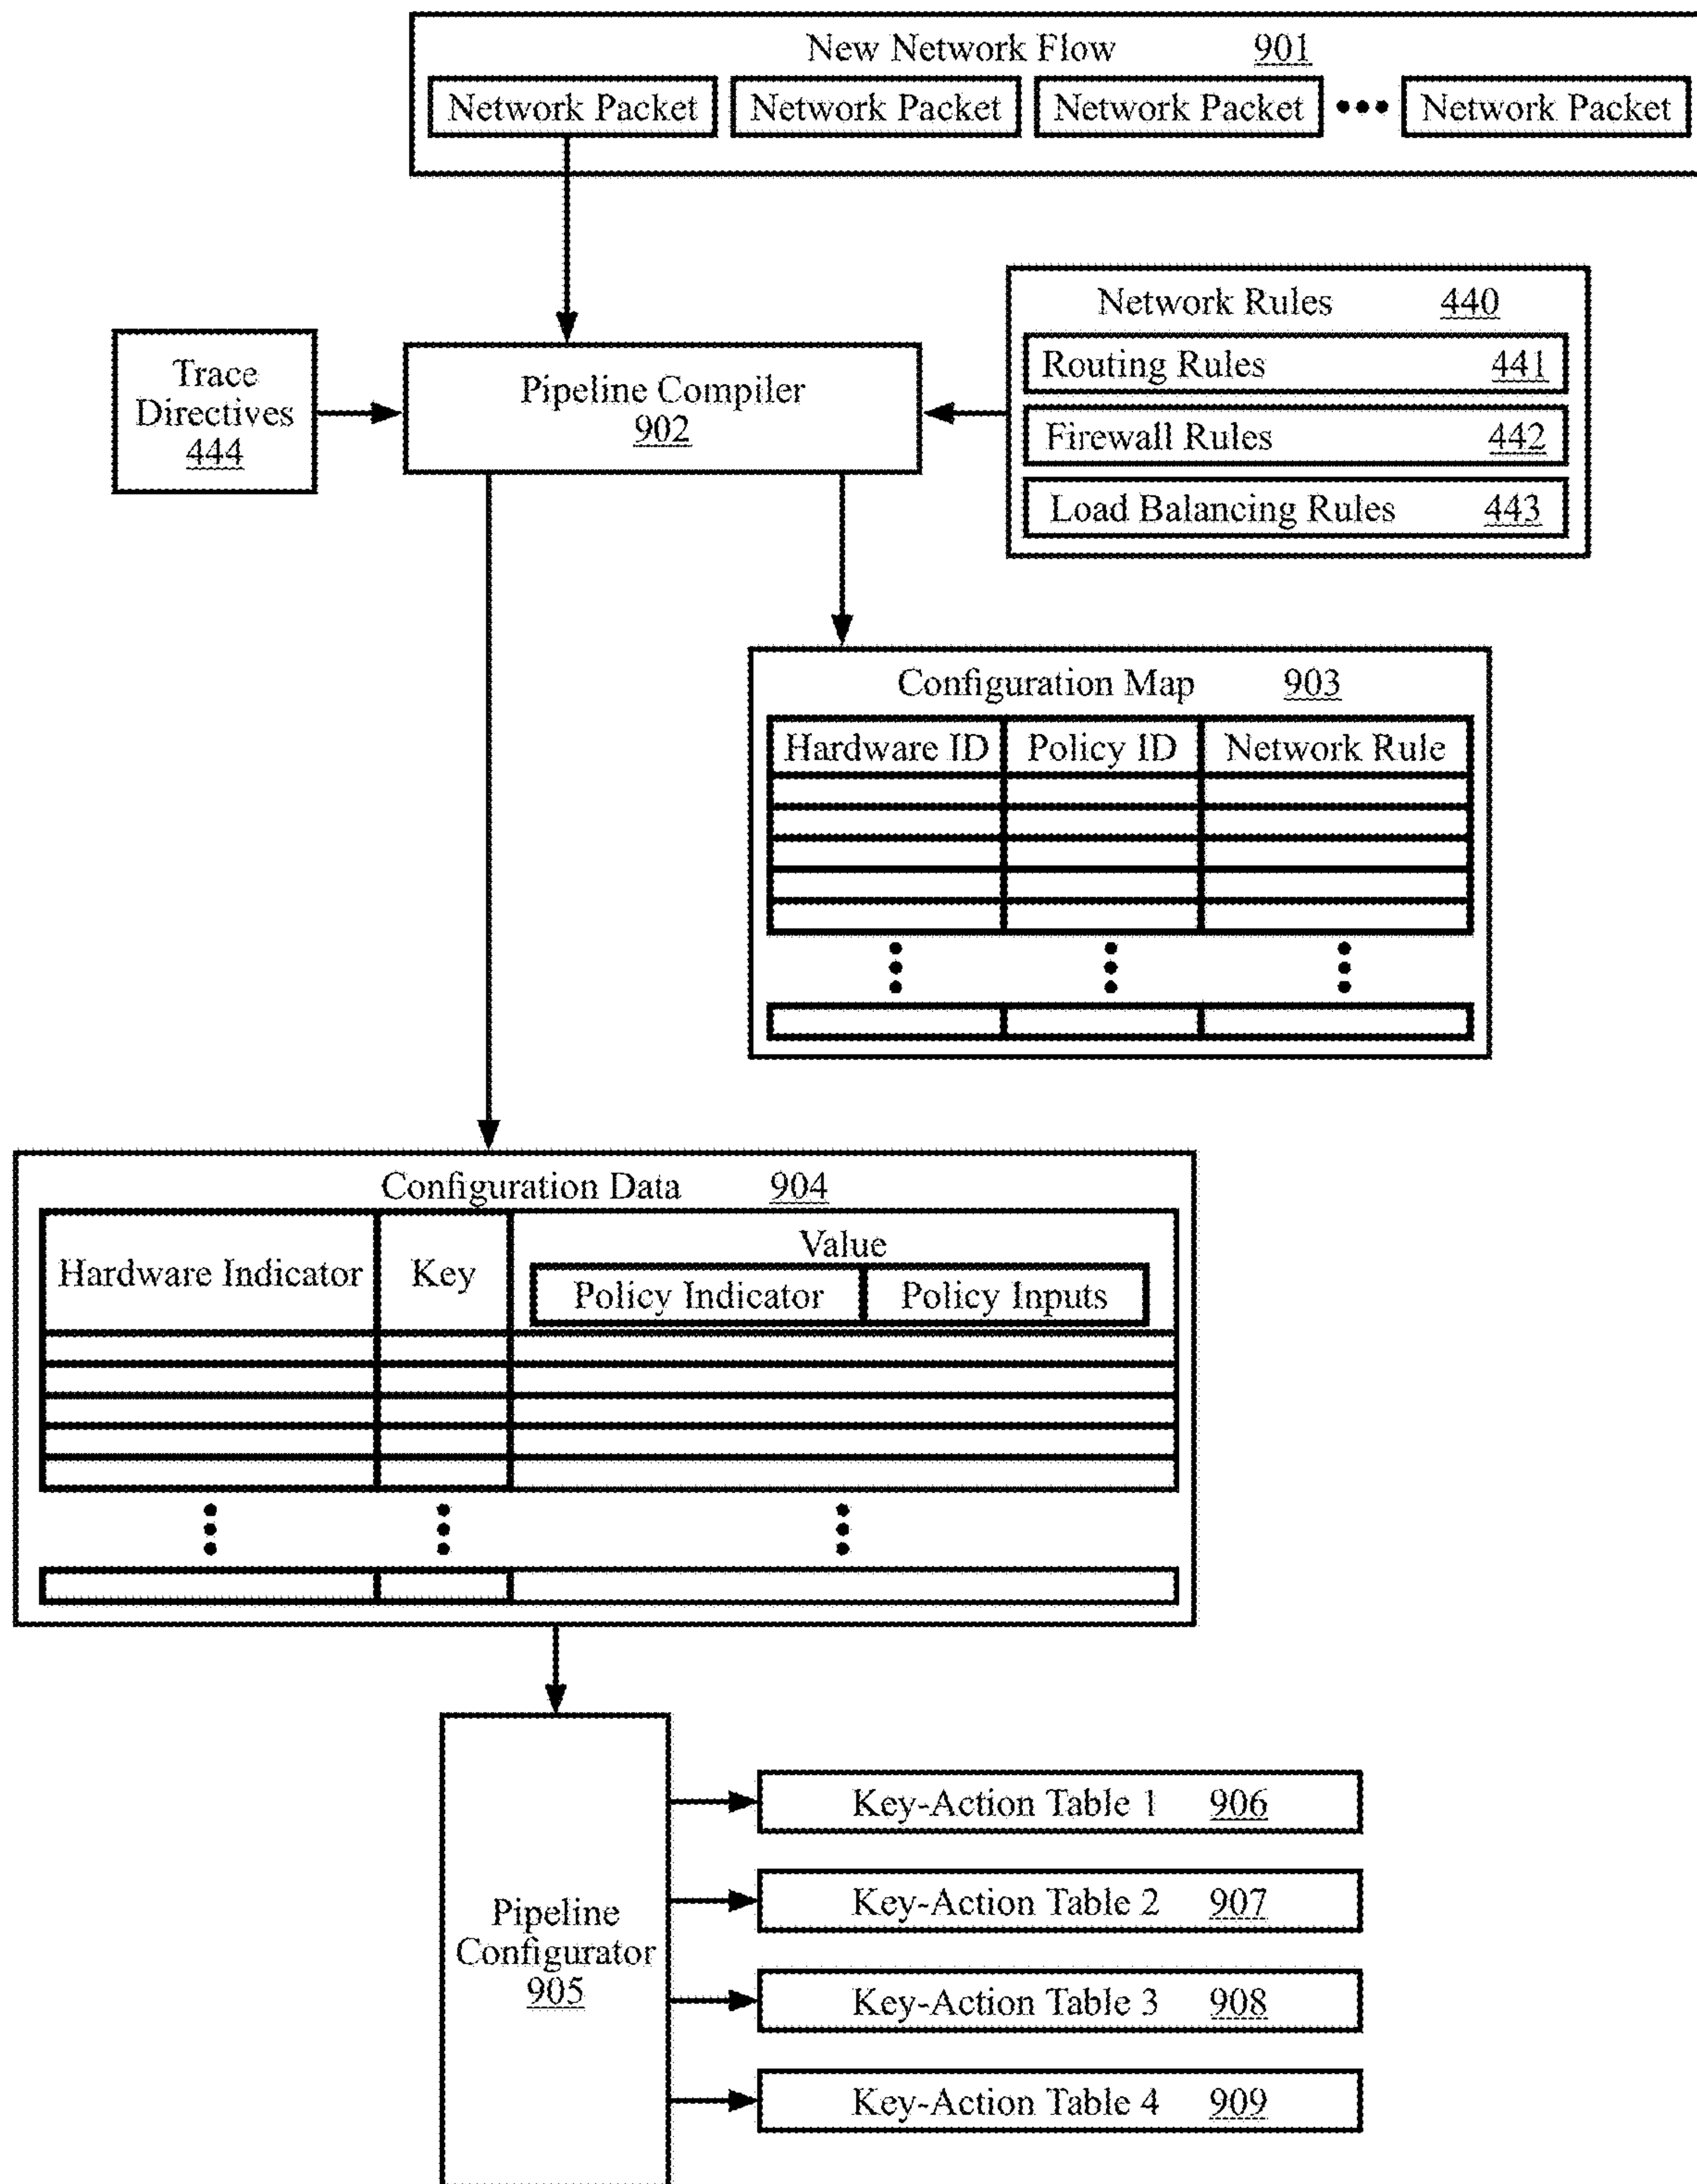 New Network Flow 901
Network Packet Network Packet Network Packet ••• Network Packet
Network Rules 440
Routing Rules 441
Firewall Rules 442
Load Balancing Rules 443
Trace
Directives
444
Pipeline Compiler
902
Configuration Map 903
Hardware ID Policy ID Network Rule
Configuration Data 904
Hardware Indicator Key Value
Policy Indicator Policy Inputs
Pipeline
Configurator
905
Key-Action Table 1 906
Key-Action Table 2 907
Key-Action Table 3 908
Key-Action Table 4 909